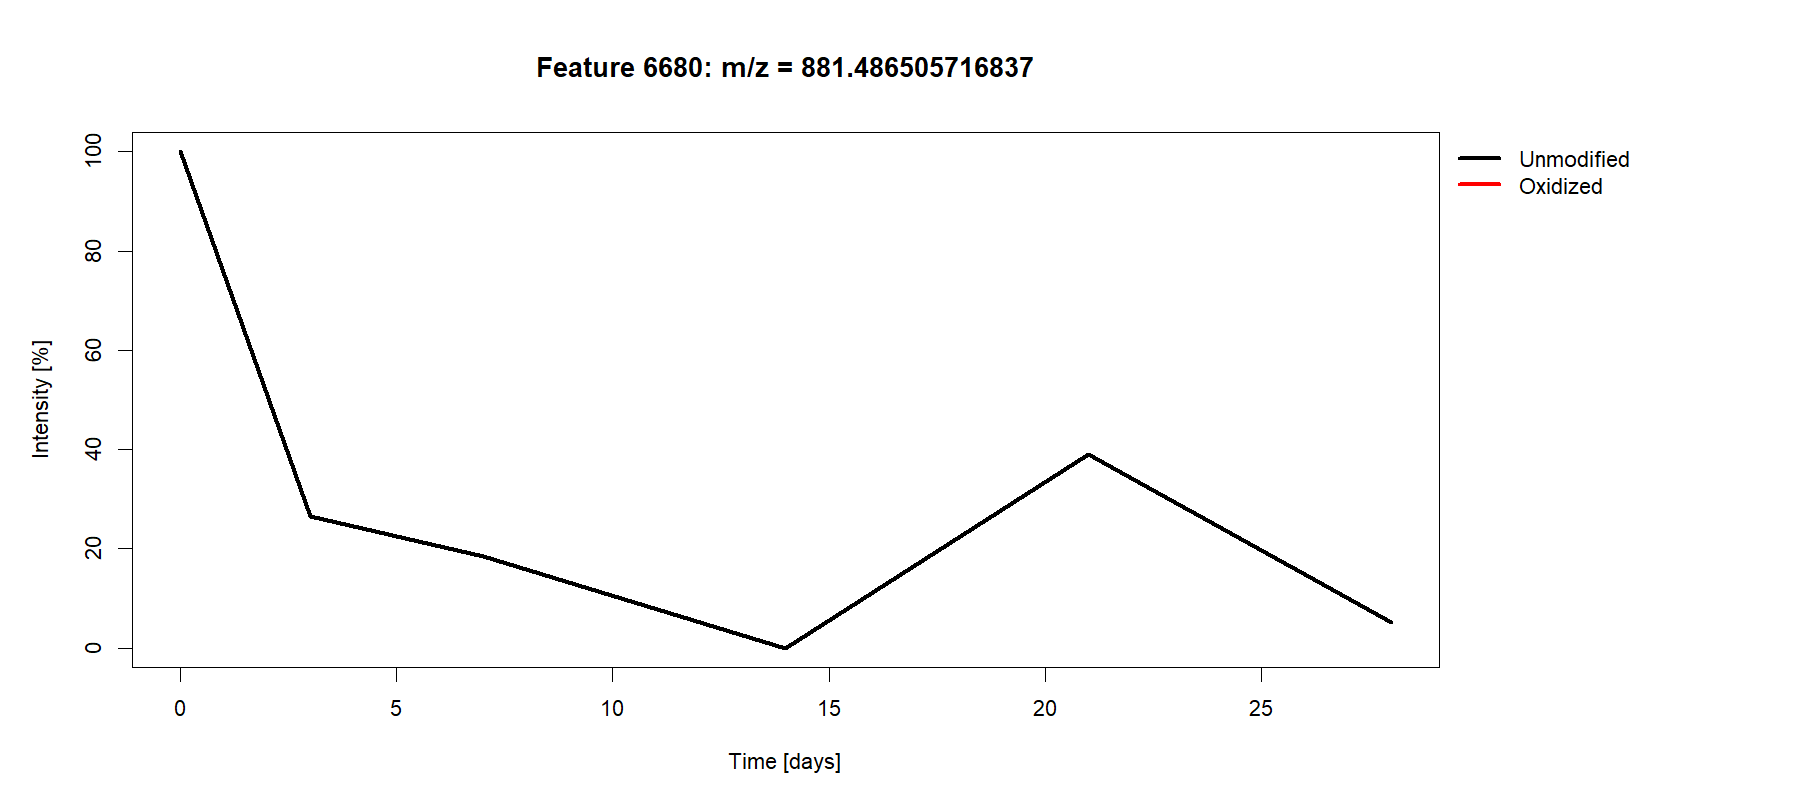 Feature 6680: m/z = 881.486505716837
Unmodified
Oxidized
Intensity [%]
100
80
60
40
20
0
0 5 10 15 20 25
Time [days]